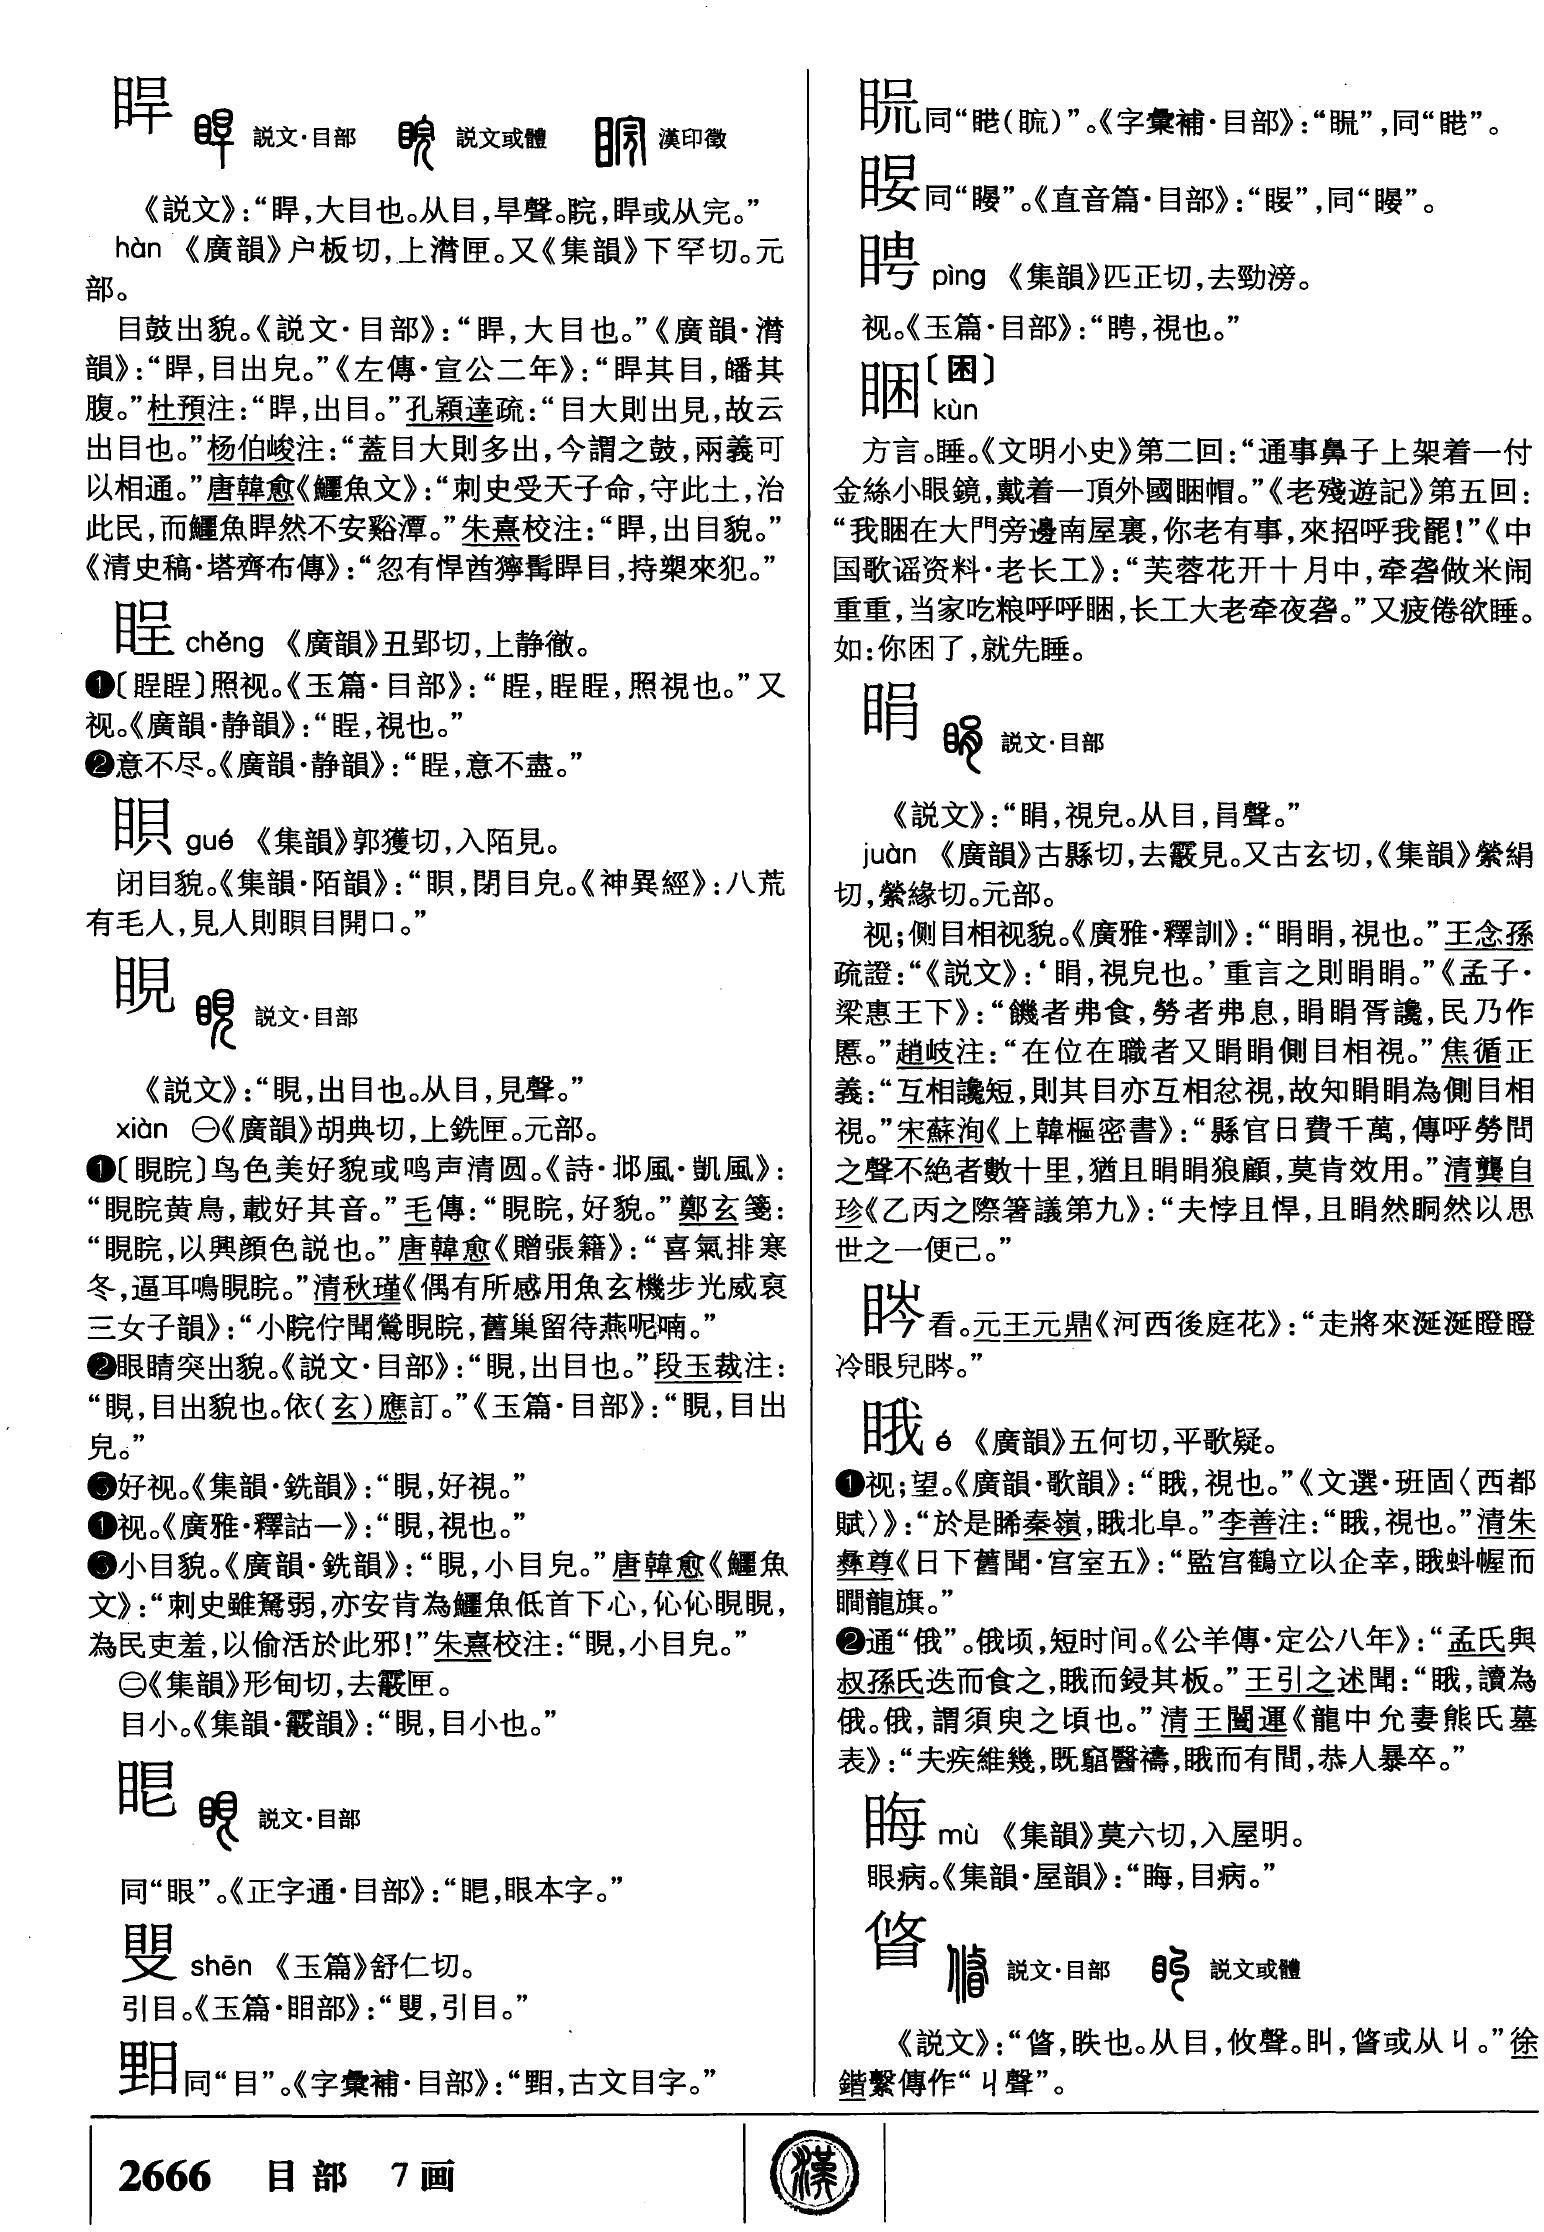 睅
説文·目部 説文或體 漢印徵
《説文》：“睅，大目也。从目，旱聲。睆，睅或从完。”
hàn 《廣韻》户板切，上潸匣。又《集韻》下罕切。元
部。
目鼓出貌。《説文·目部》：“睅，大目也。”《廣韻·潸
韻》：“睅，目出皃。”《左傳·宣公二年》：“睅其目，皤其
腹。”杜預注：“睅，出目。”孔穎達疏：“目大則出見，故云
出目也。”杨伯峻注：“蓋目大則多出，今謂之鼓，兩義可
以相通。”唐韓愈《鱷魚文》：“刺史受天子命，守此土，治
此民，而鱷魚睅然不安谿潭。”朱熹校注：“睅，出目貌。”
《清史稿·塔齊布傳》：“忽有悍酋獰髯睅目，持槊來犯。”
睈 chěng 《廣韻》丑郢切，上静徹。
❶〔睈睈〕照视。《玉篇·目部》：“睈，睈睈，照視也。”又
视。《廣韻·静韻》：“睈，視也。”
❷意不尽。《廣韻·静韻》：“睈，意不盡。”
䀨 gué 《集韻》郭獲切，入陌見。
闭目貌。《集韻·陌韻》：“，閉目皃。《神異經》：八荒
有毛人，見人則目開口。”
睍
説文·目部
《説文》：“睍，出目也。从目，見聲。”
xiàn ㊀《廣韻》胡典切，上銑匣。元部。
❶〔睍睆〕鸟色美好貌或鸣声清圆。《詩·邶風·凱風》：
“睍睆黄鳥，載好其音。”毛傳：“睍睆，好貌。”鄭玄箋：
“睍睆，以興顔色説也。”唐韓愈《贈張籍》：“喜氣排寒
冬，逼耳鳴睍睆。”清秋瑾《偶有所感用魚玄機步光威裒
三女子韻》：“小院佇聞鶯睍睆，舊巢留待燕呢喃。”
❷眼睛突出貌。《説文·目部》：“睍，出目也。”段玉裁注：
“睍，目出貌也。依（玄）應訂。”《玉篇·目部》：“睍，目出
皃。”
❸好视。《集韻·銑韻》：“睍，好視。”
❹视。《廣雅·釋詁一》：“睍，視也。”
❺小目貌。《廣韻·銑韻》：“睍，小目皃。”唐韓愈《鱷魚
文》：“刺史雖駑弱，亦安肯為鱷魚低首下心，伈伈睍睍，
為民吏羞，以偷活於此邪！”朱熹校注：“睍，小目皃。”
㊁《集韻》形甸切，去霰匣。
目小。《集韻·霰韻》：“睍，目小也。”
説文·目部
同“眼”。《正字通·目部》：“，眼本字。”
shēn 《玉篇》舒仁切。
引目。《玉篇·䀠部》：“，引目。”
同“目”。《字彙補·目部》：“，古文目字。”
同“（）”。《字彙補·目部》：“”，同“”。
同“”。《直音篇·目部》：“”，同“”。
pìng 《集韻》匹正切，去勁滂。
视。《玉篇·目部》：“，視也。”
睏〔困〕
kùn
方言。睡。《文明小史》第二回：“通事鼻子上架着一付
金絲小眼鏡，戴着一頂外國睏帽。”《老殘遊記》第五回：
“我睏在大門旁邊南屋裏，你老有事，來招呼我罷！”《中
国歌谣资料·老长工》：“芙蓉花开十月中，牵砻做米闹
重重，当家吃粮呼呼睏，长工大老牵夜砻。”又疲倦欲睡。
如：你困了，就先睡。
睊
説文·目部
《説文》：“睊，視皃。从目，肙聲。”
juàn 《廣韻》古縣切，去霰見。又古玄切，《集韻》縈絹
切，縈緣切。元部。
视；侧目相视貌。《廣雅·釋訓》：“睊睊，視也。”王念孫
疏證：“《説文》：‘睊，視皃也。’重言之則睊睊。”《孟子·
梁惠王下》：“饑者弗食，勞者弗息，睊睊胥讒，民乃作
慝。”趙岐注：“在位在職者又睊睊側目相視。”焦循正
義：“互相讒短，則其目亦互相忿視，故知睊睊為側目相
視。”宋蘇洵《上韓樞密書》：“縣官日費千萬，傳呼勞問
之聲不絶者數十里，猶且睊睊狼顧，莫肯效用。”清龔自
珍《乙丙之際箸議第九》：“夫悖且悍，且睊然眮然以思
世之一便己。”
看。元王元鼎《河西後庭花》：“走將來涎涎瞪瞪
冷眼兒。”
睋 é 《廣韻》五何切，平歌疑。
❶视；望。《廣韻·歌韻》：“睋，視也。”《文選·班固〈西都
賦〉》：“於是睎秦嶺，睋北阜。”李善注：“睋，視也。”清朱
彝尊《日下舊聞·宫室五》：“監宫鶴立以企幸，睋蚪幄而
瞷龍旗。”
❷通“俄”。俄顷，短时间。《公羊傳·定公八年》：“孟氏與
叔孫氏迭而食之，睋而鋟其板。”王引之述聞：“睋，讀為
俄。俄，謂須臾之頃也。”清王闓運《龍中允妻熊氏墓
表》：“夫疾維幾，既窮醫禱，睋而有間，恭人暴卒。”
䀲 mù 《集韻》莫六切，入屋明。
眼病。《集韻·屋韻》：“，目病。”
䀺
説文·目部 説文或體
《説文》：“，眣也。从目，攸聲。，或从丩。”徐
鍇繫傳作“丩聲”。
2666 目部 7画
漢